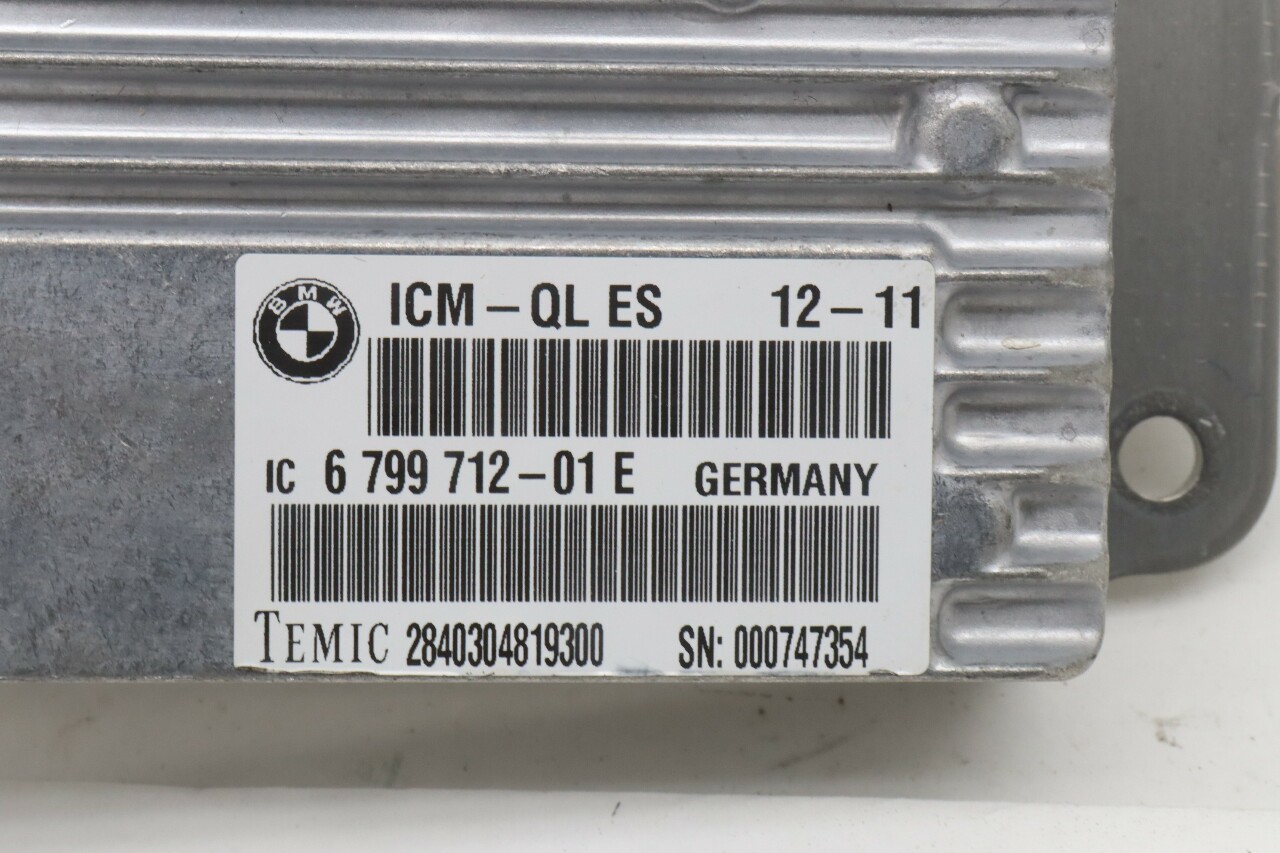 BMW
ICM – QL ES 12 – 11
IC 6 799 712 – 01 E GERMANY
TEMIC 2840304819300 SN: 000747354